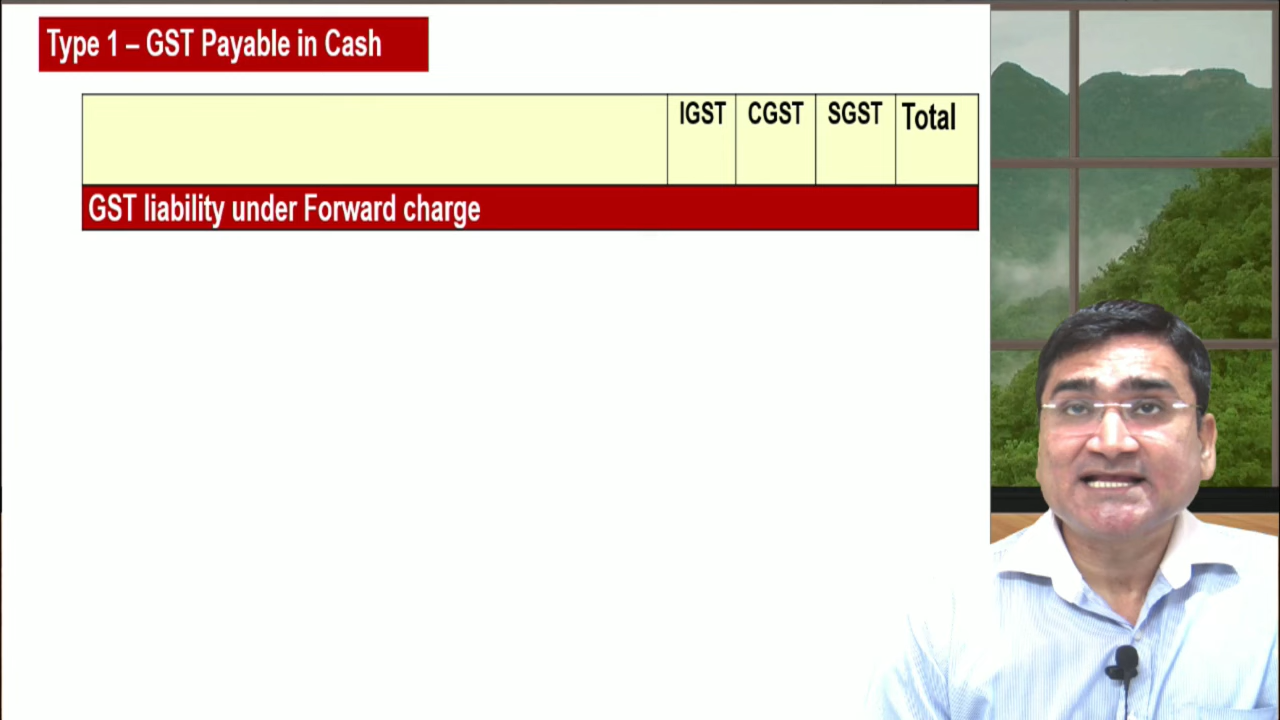 Type 1 – GST Payable in Cash
IGST CGST SGST Total
GST liability under Forward charge